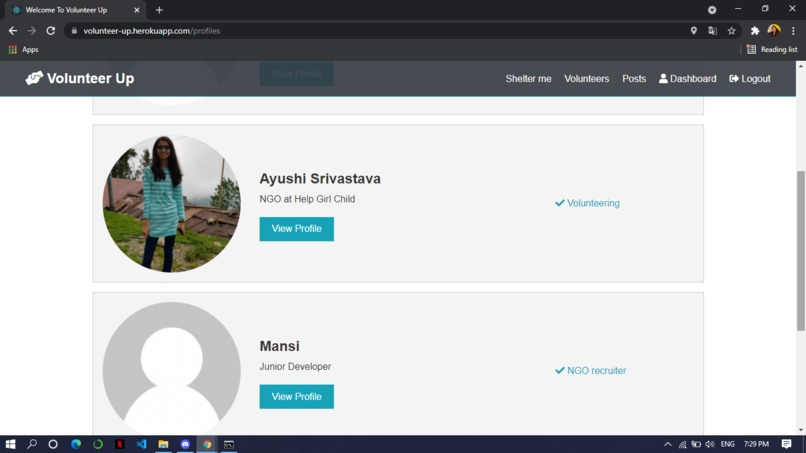 Welcome To Volunteer Up
volunteer-up.herokuapp.com/profiles
Apps
Reading list
Volunteer Up
Shelter me
Volunteers
Posts
Dashboard
Logout
View Profile
Ayushi Srivastava
NGO at Help Girl Child
View Profile
Volunteering
Mansi
Junior Developer
View Profile
NGO recruiter
ENG
7:29 PM